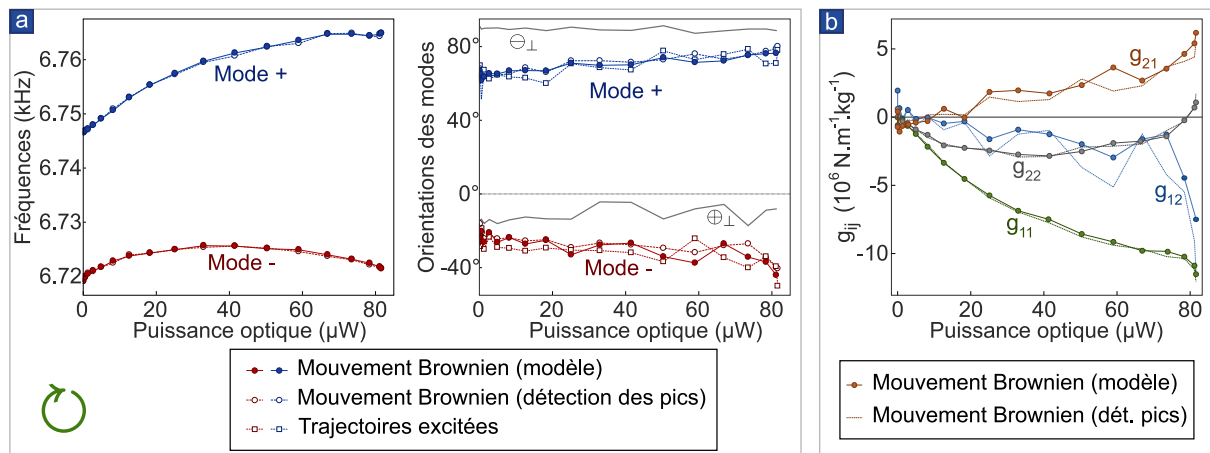 a
Fréquences (kHz)
6.76
6.75
6.74
6.73
6.72
Mode +
Mode -
0 20 40 60 80
Puissance optique (μW)
Orientations des modes
80°
40°
0°
-40°
⊖⊥
Mode +
⊕⊥
Mode -
0 20 40 60 80
Puissance optique (μW)
Mouvement Brownien (modèle)
Mouvement Brownien (détection des pics)
Trajectoires excitées
b
gij (10⁶ N.m⁻¹.kg⁻¹)
5
0
-5
-10
g21
g22
g12
g11
0 20 40 60 80
Puissance optique (μW)
Mouvement Brownien (modèle)
Mouvement Brownien (dét. pics)